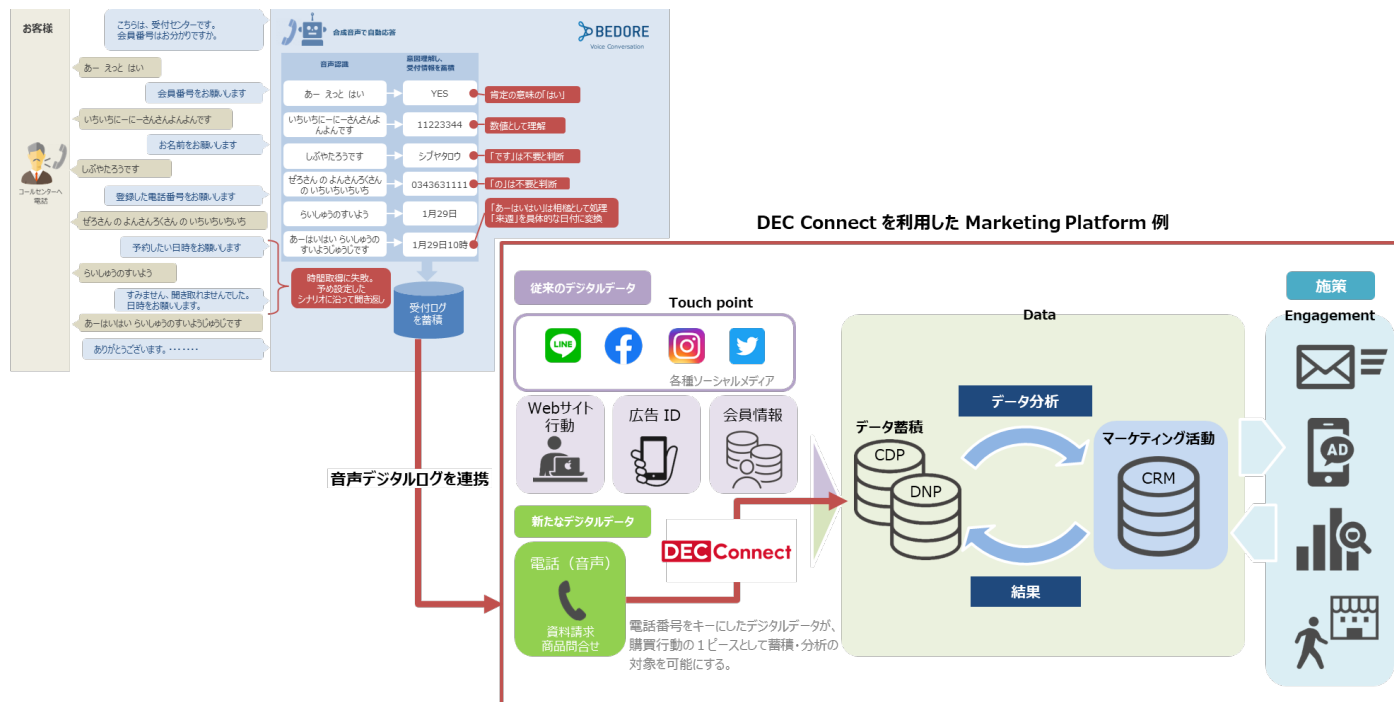 お客様
こちらは、受付センターです。
会員番号はお分かりですか。
あー えっと はい
会員番号をお願いします
いちいちにーにーさんさんよんよんです
お名前をお願いします
しぶやたろうです
コールセンターへ
電話
登録した電話番号をお願いします
ぜろさん の よんさんろくさん の いちいちいちいち
予約したい日時をお願いします
らいしゅうのすいよう
すみません、聞き取れませんでした。
日時をお願いします。
あーはいはい らいしゅうのすいようじゅうじです
ありがとうございます。・・・・・・・
合成音声で自動応答
BEDORE
Voice Conversation
音声認識
意図理解し、
受付情報を蓄積
あー えっと はい
YES
肯定の意味の「はい」
いちいちにーにーさんさんよ
んよんです
11223344
数値として理解
しぶやたろうです
シブヤタロウ
「です」は不要と判断
ぜろさん の よんさんろくさん
の いちいちいちいち
0343631111
「の」は不要と判断
らいしゅうのすいよう
1月29日
「あーはいはい」は相槌として処理
「来週」を具体的な日付に変換
あーはいはい らいしゅうの
すいようじゅうじです
1月29日10時
時間取得に失敗。
予め設定した
シナリオに沿って聞き返し
受付ログ
を蓄積
音声デジタルログを連携
DEC Connect を利用した Marketing Platform 例
従来のデジタルデータ
Touch point
LINE
各種ソーシャルメディア
Webサイト
行動
広告 ID
会員情報
新たなデジタルデータ
電話（音声）
資料請求
商品問合せ
DEC Connect
電話番号をキーにしたデジタルデータが、
購買行動の１ピースとして蓄積・分析の
対象を可能にする。
Data
データ分析
データ蓄積
CDP
DNP
マーケティング活動
CRM
結果
施策
Engagement
AD